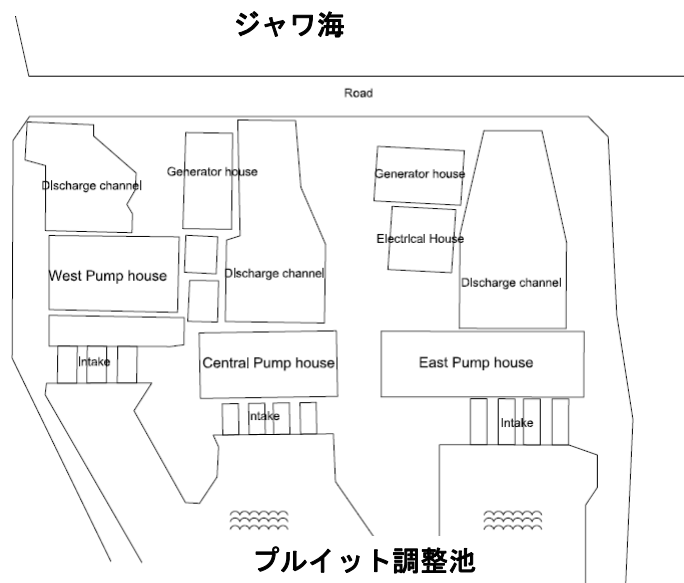 ジャワ海
Road
Generator house
Discharge channel
Generator house
Electrical House
West Pump house
Discharge channel
Discharge channel
Intake
Central Pump house
East Pump house
Intake
Intake
プルイット調整池